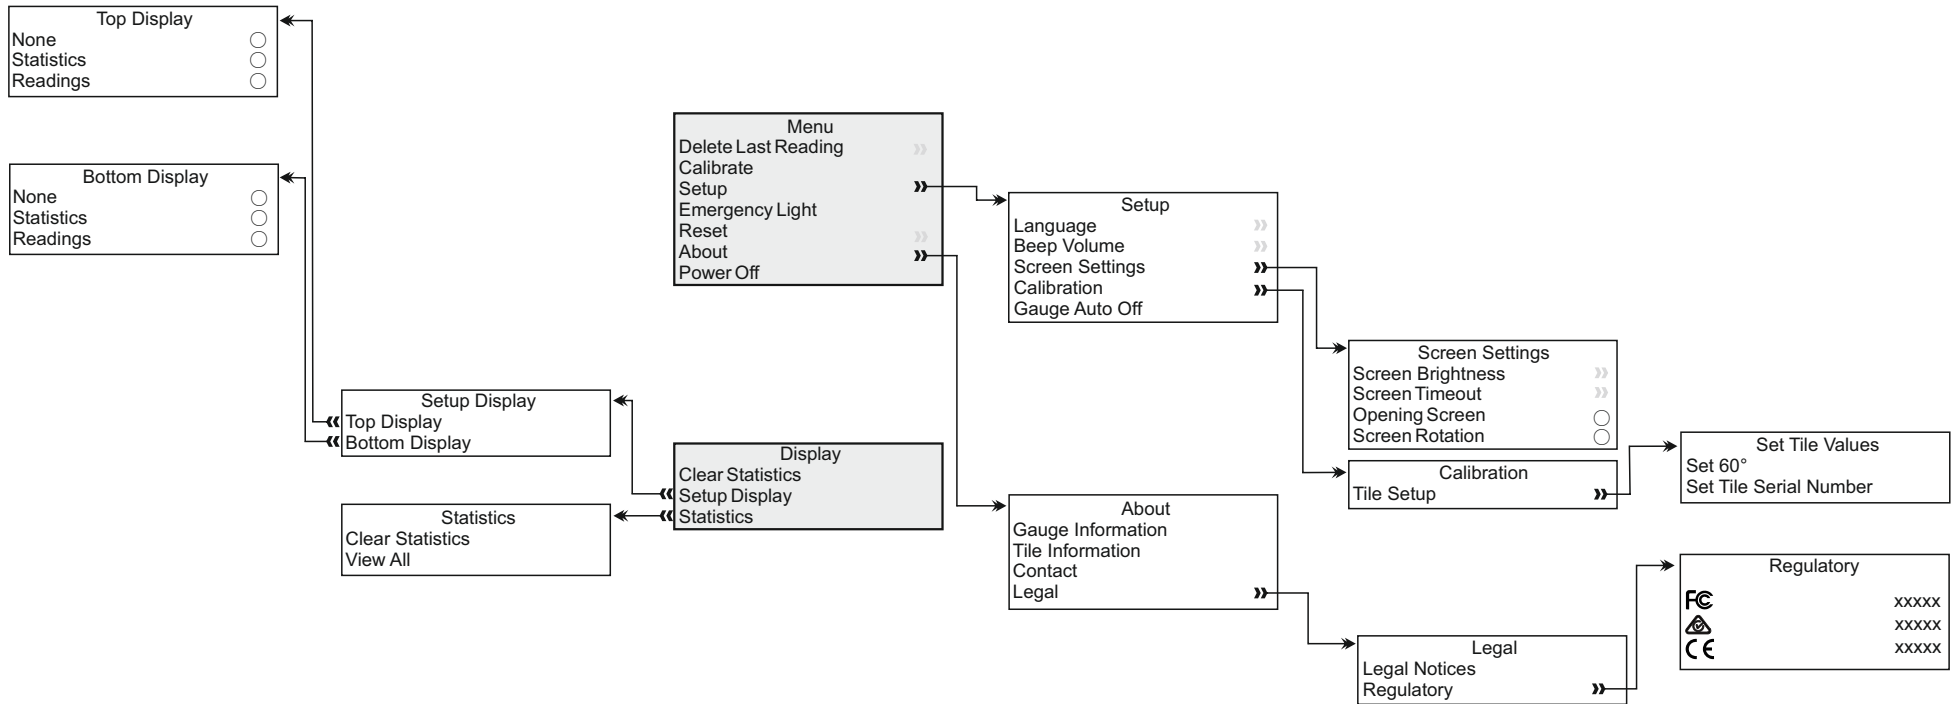 Top Display
None
Statistics
Readings
Bottom Display
None
Statistics
Readings
Menu
Delete Last Reading
Calibrate
Setup
Emergency Light
Reset
About
Power Off
Setup
Language
Beep Volume
Screen Settings
Calibration
Gauge Auto Off
Screen Settings
Screen Brightness
Screen Timeout
Opening Screen
Screen Rotation
Setup Display
Top Display
Bottom Display
Display
Clear Statistics
Setup Display
Statistics
Statistics
Clear Statistics
View All
Calibration
Tile Setup
Set Tile Values
Set 60°
Set Tile Serial Number
About
Gauge Information
Tile Information
Contact
Legal
Legal
Legal Notices
Regulatory
Regulatory
FC xxxxx
xxxxx
CE xxxxx